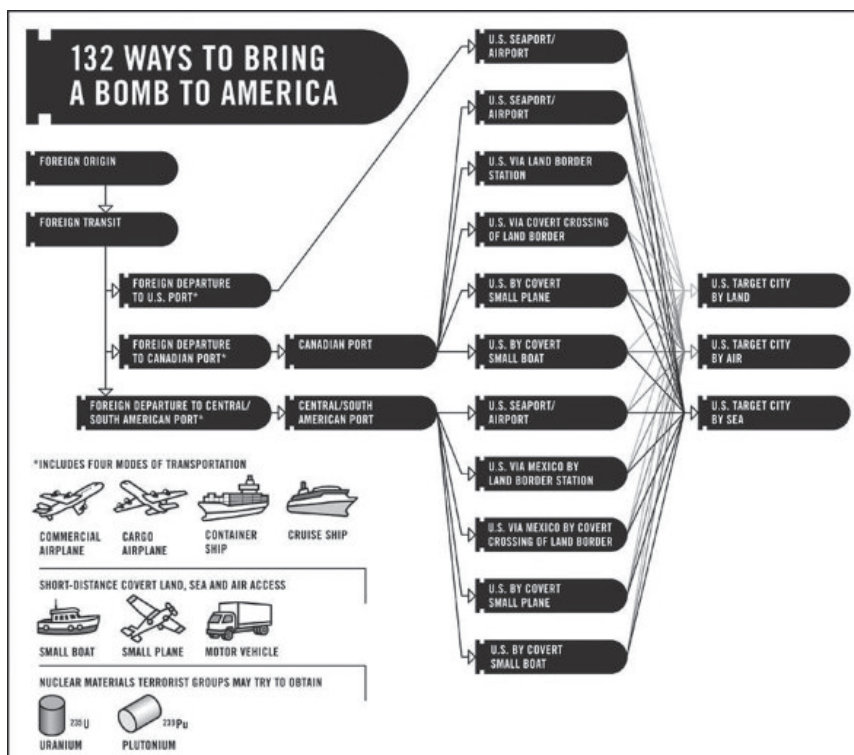 132 WAYS TO BRING
A BOMB TO AMERICA
FOREIGN ORIGIN
FOREIGN TRANSIT
FOREIGN DEPARTURE
TO U.S. PORT*
FOREIGN DEPARTURE
TO CANADIAN PORT*
FOREIGN DEPARTURE TO CENTRAL/
SOUTH AMERICAN PORT*
CANADIAN PORT
CENTRAL/SOUTH
AMERICAN PORT
U.S. SEAPORT/
AIRPORT
U.S. SEAPORT/
AIRPORT
U.S. VIA LAND BORDER
STATION
U.S. VIA COVERT CROSSING
OF LAND BORDER
U.S. BY COVERT
SMALL PLANE
U.S. BY COVERT
SMALL BOAT
U.S. SEAPORT/
AIRPORT
U.S. VIA MEXICO BY
LAND BORDER STATION
U.S. VIA MEXICO BY COVERT
CROSSING OF LAND BORDER
U.S. BY COVERT
SMALL PLANE
U.S. BY COVERT
SMALL BOAT
U.S. TARGET CITY
BY LAND
U.S. TARGET CITY
BY AIR
U.S. TARGET CITY
BY SEA
*INCLUDES FOUR MODES OF TRANSPORTATION
COMMERCIAL
AIRPLANE
CARGO
AIRPLANE
CONTAINER
SHIP
CRUISE SHIP
SHORT-DISTANCE COVERT LAND, SEA AND AIR ACCESS
SMALL BOAT
SMALL PLANE
MOTOR VEHICLE
NUCLEAR MATERIALS TERRORIST GROUPS MAY TRY TO OBTAIN
235U
URANIUM
239Pu
PLUTONIUM